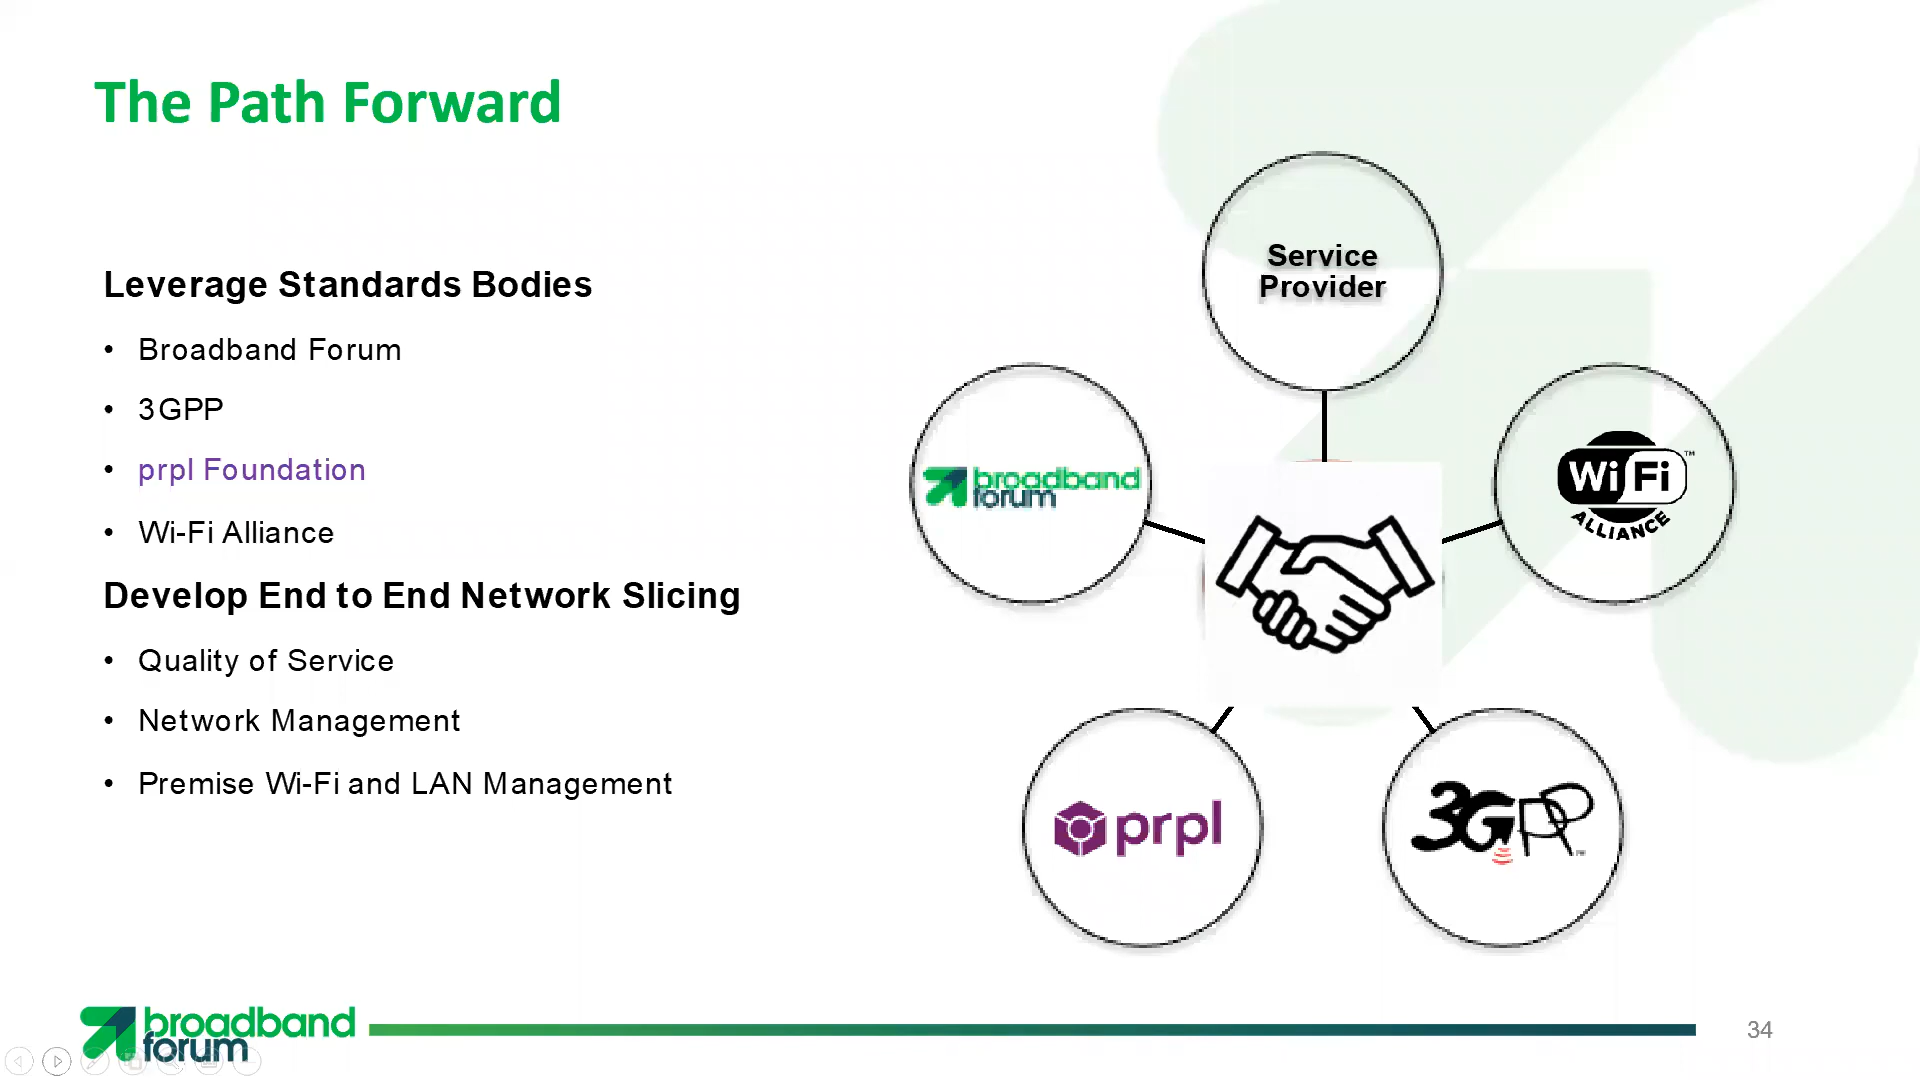 The Path Forward
Leverage Standards Bodies
• Broadband Forum
• 3GPP
• prpl Foundation
• Wi-Fi Alliance
Develop End to End Network Slicing
• Quality of Service
• Network Management
• Premise Wi-Fi and LAN Management
Service
Provider
broadband
forum
Wi Fi™
ALLIANCE
prpl
3GPP™
broadband
forum
34